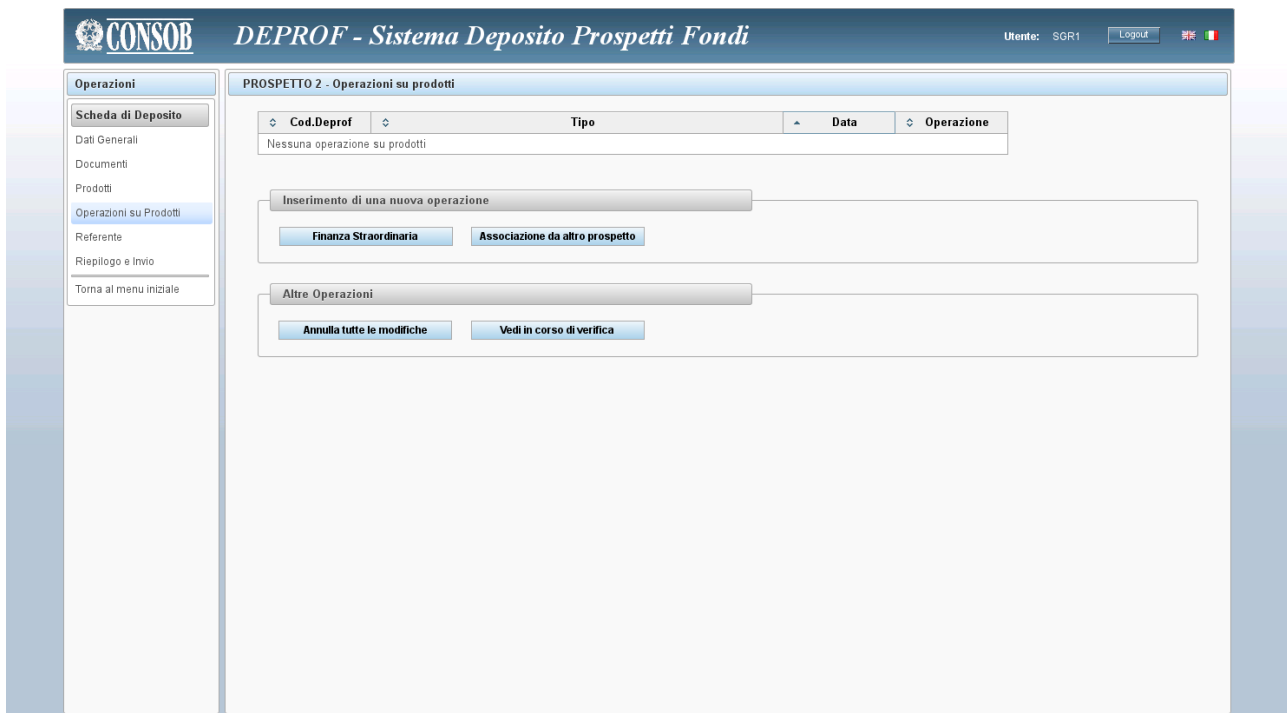 CONSOB DEPROF - Sistema Deposito Prospetti Fondi Utente: SGR1 Logout
Operazioni
Scheda di Deposito
Dati Generali
Documenti
Prodotti
Operazioni su Prodotti
Referente
Riepilogo e Invio
Torna al menu iniziale
PROSPETTO 2 - Operazioni su prodotti
Cod.Deprof Tipo Data Operazione
Nessuna operazione su prodotti
Inserimento di una nuova operazione
Finanza Straordinaria Associazione da altro prospetto
Altre Operazioni
Annulla tutte le modifiche Vedi in corso di verifica